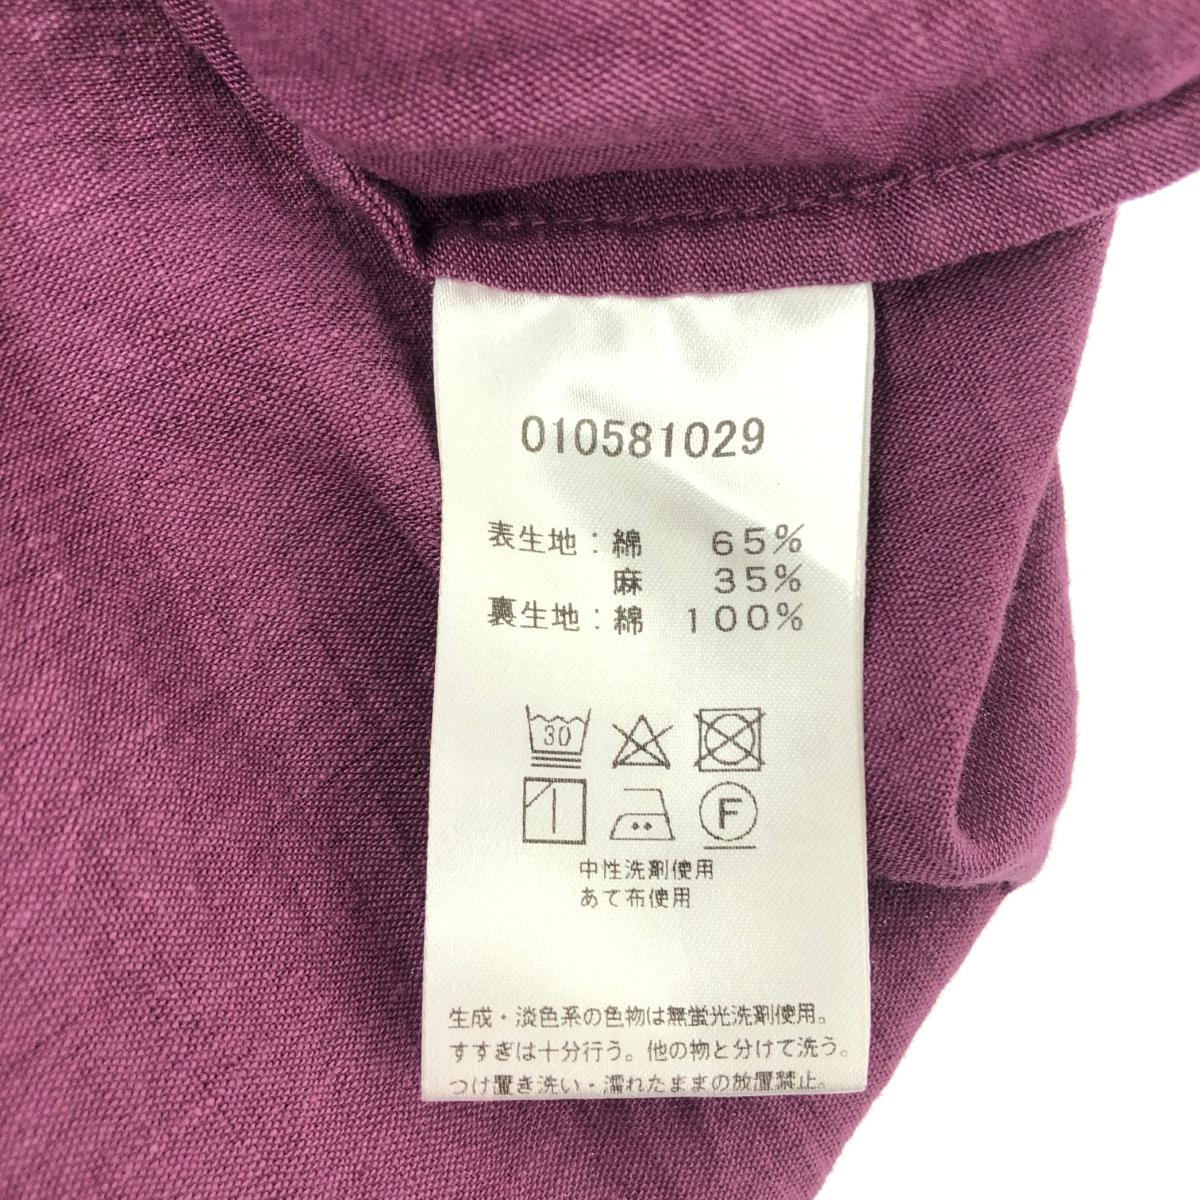 010581029
表生地：綿 65%
麻 35%
裏生地：綿 100%
30
F
中性洗剤使用
あて布使用
生成・淡色系の色物は無蛍光洗剤使用。
すすぎは十分行う。他の物と分けて洗う。
つけ置き洗い・濡れたままの放置禁止。